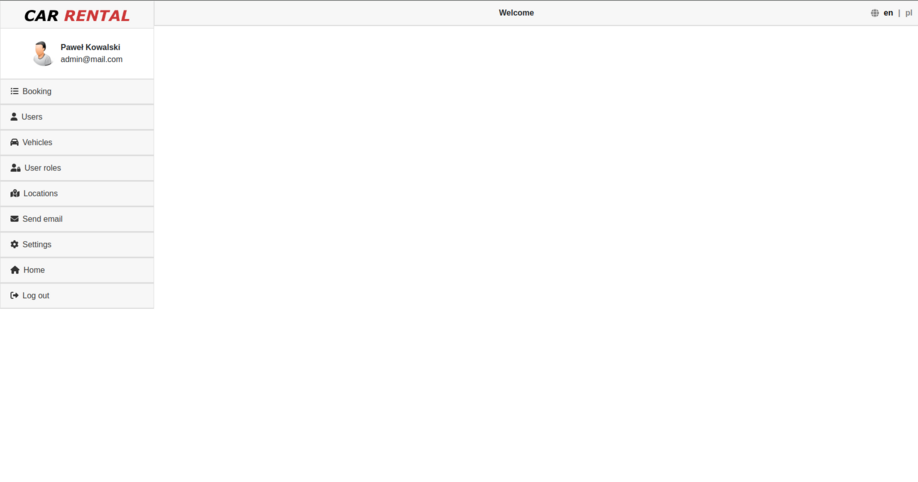 CAR RENTAL
Welcome
en | pl
Paweł Kowalski
admin@mail.com
Booking
Users
Vehicles
User roles
Locations
Send email
Settings
Home
Log out